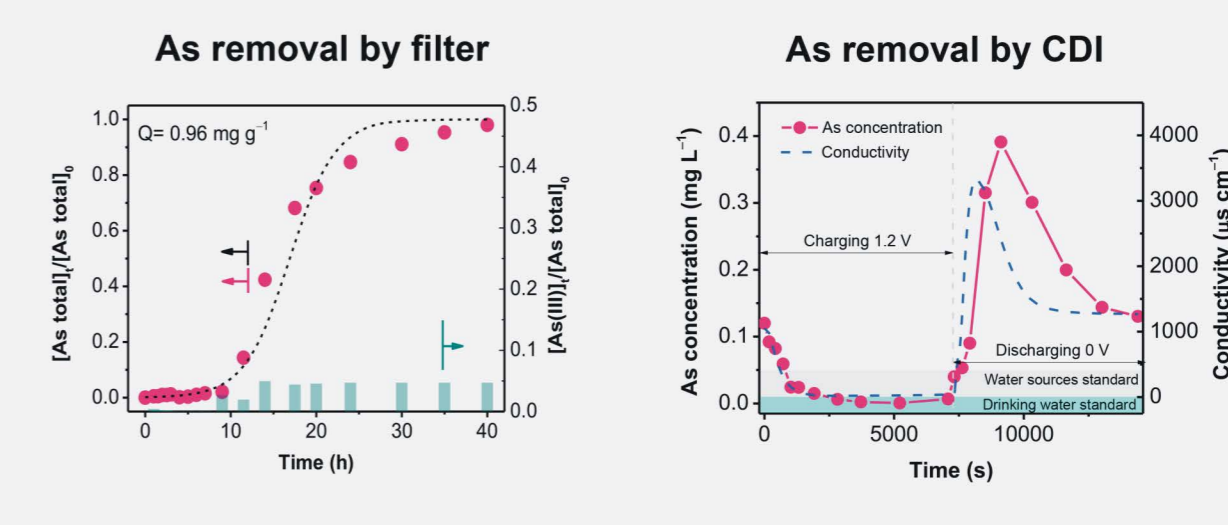 As removal by filter
Q= 0.96 mg g⁻¹
[As total]ₜ/[As total]₀
1.0
0.8
0.6
0.4
0.2
0.0
0.5
0.4
0.3
0.2
0.1
0.0
[As(III)]ₜ/[As total]₀
0 10 20 30 40
Time (h)
As removal by CDI
As concentration (mg L⁻¹)
0.4
0.3
0.2
0.1
0.0
As concentration
Conductivity
Charging 1.2 V
Discharging 0 V
Water sources standard
Drinking water standard
4000
3000
2000
1000
0
Conductivity (us cm⁻¹)
0 5000 10000
Time (s)